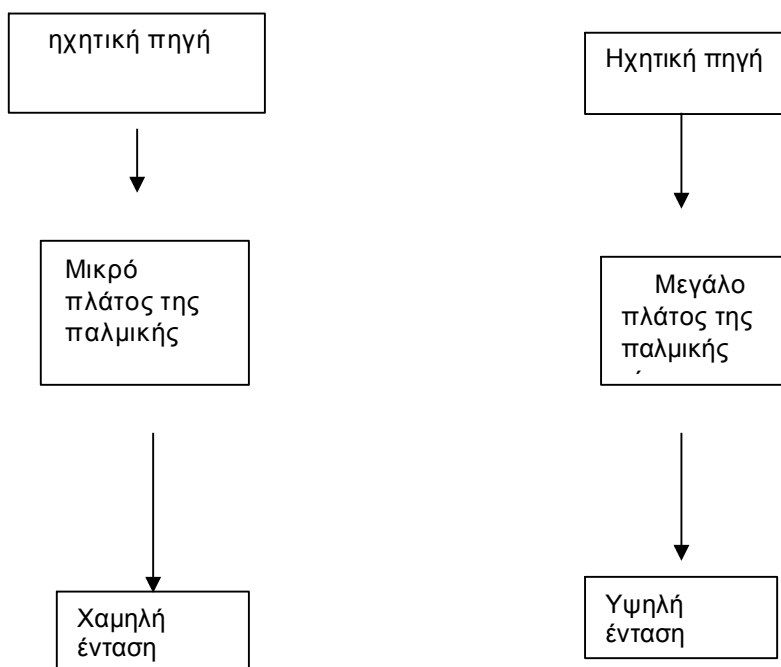 ηχητική πηγή
Μικρό
πλάτος της
παλμικής
Χαμηλή
ένταση
Ηχητική πηγή
Μεγάλο
πλάτος της
παλμικής
Υψηλή
ένταση